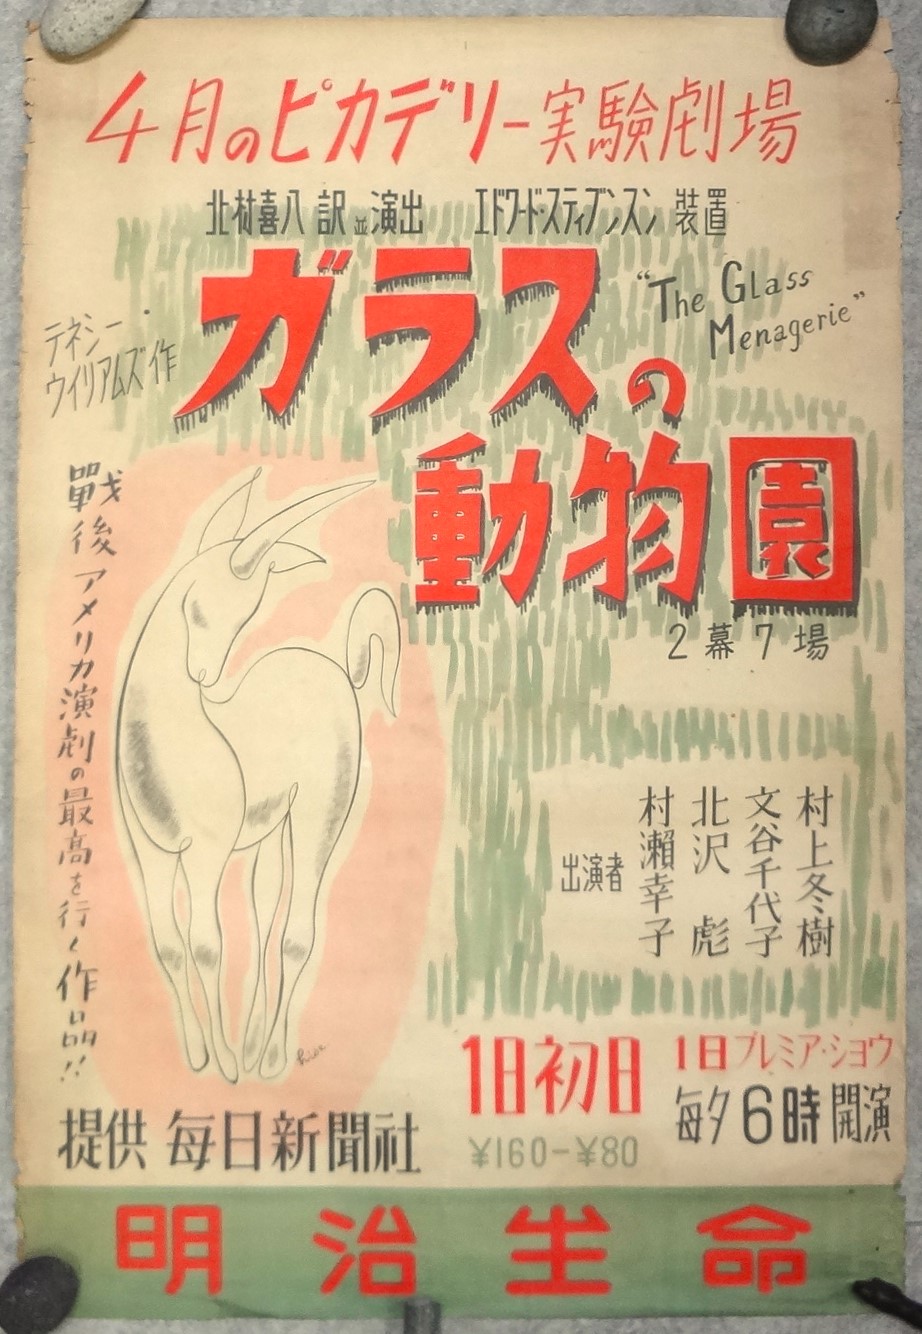 4月のピカデリー実験劇場
北村喜八 訳並演出 エドワード・スティブンスン 装置
テネシー・
ウイリアムズ作
ガラスの
動物園
“The Glass
Menagerie”
2幕7場
戰後アメリカ演劇の最高を行く作品!!
出演者
村上冬樹
文谷千代子
北沢彪
村瀬幸子
1日初日
¥160-¥80
1日プレミア・ショウ
毎夕6時開演
提供 毎日新聞社
明治生命